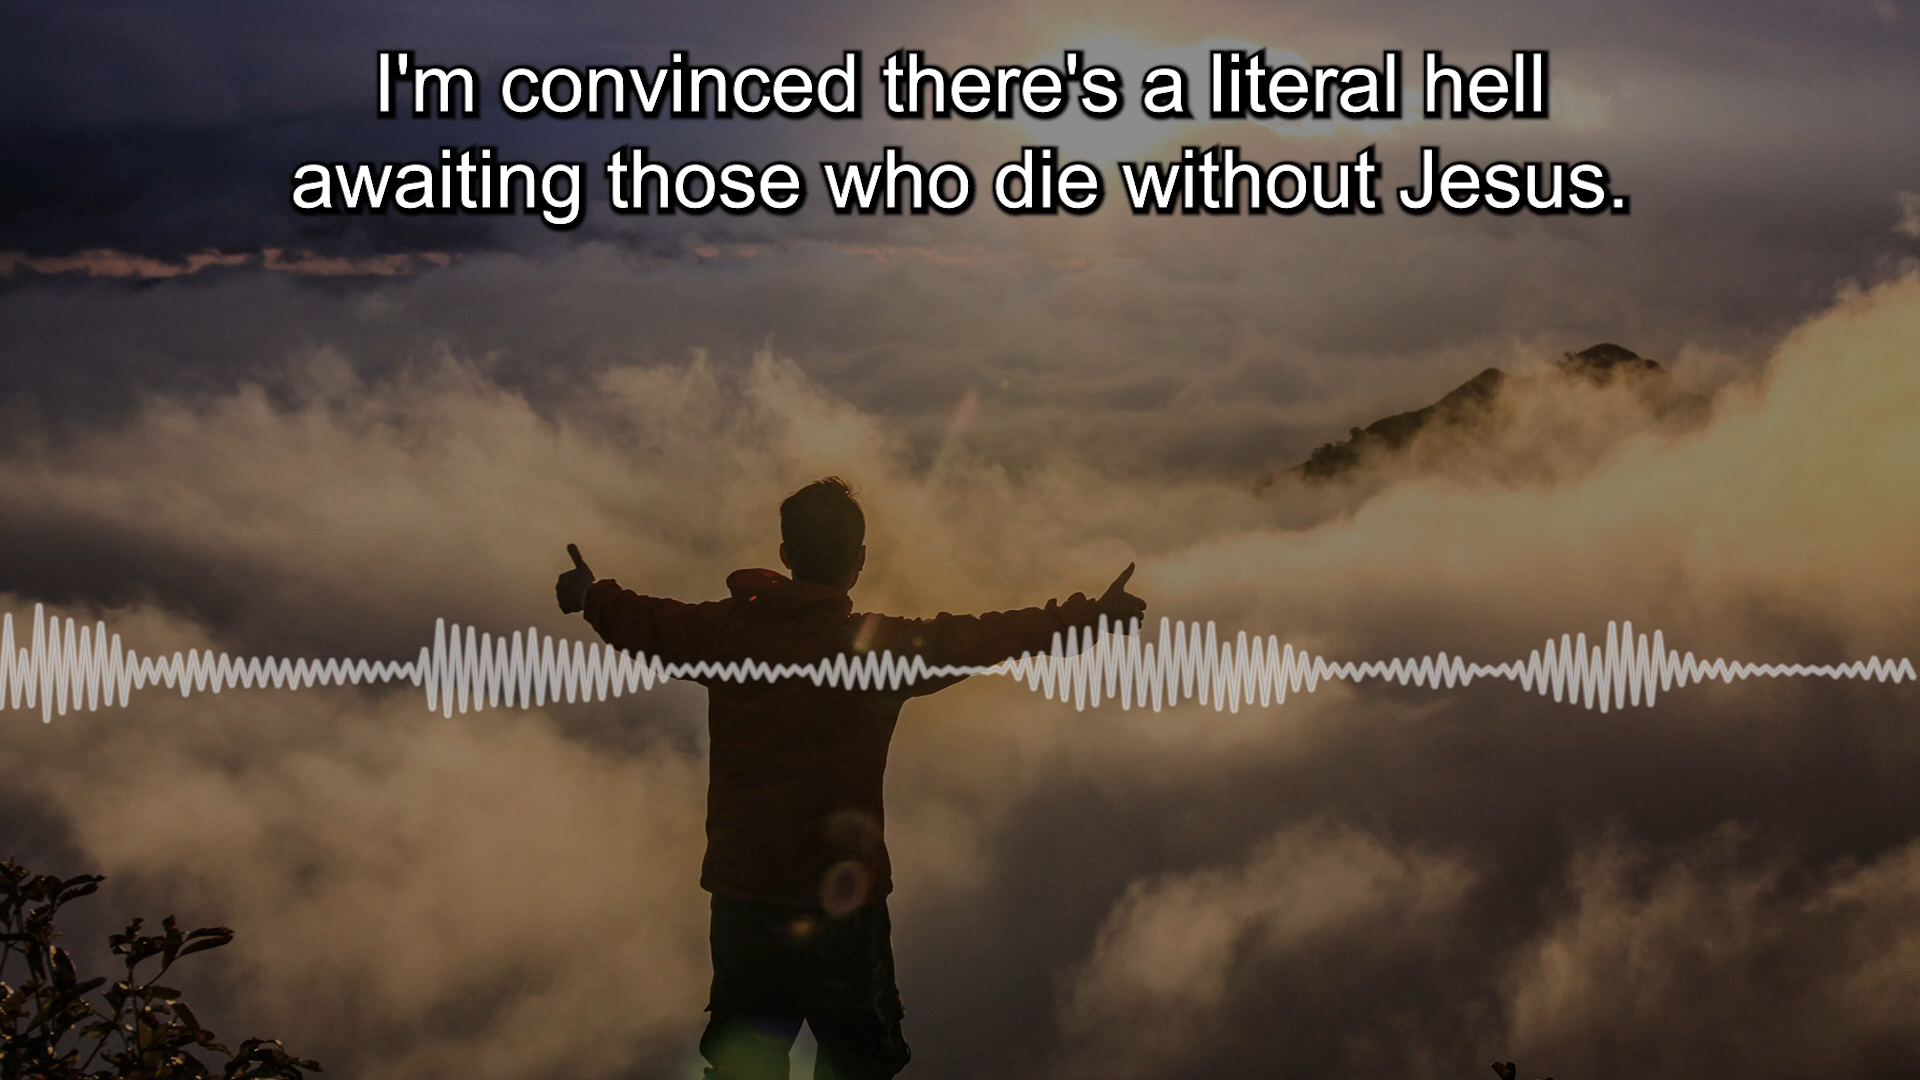 I'm convinced there's a literal hell
awaiting those who die without Jesus.